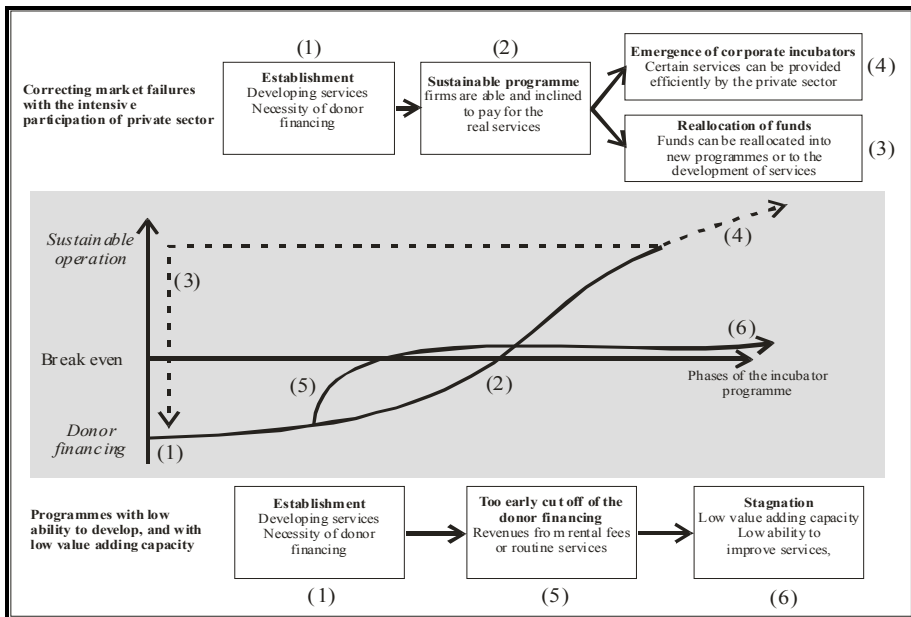 (1)
(2)
Correcting market failures
with the intensive
participation of private sector
Establishment
Developing services
Necessity of donor
financing
Sustainable programme
firms are able and inclined
to pay for the
real services
Emergence of corporate incubators
Certain services can be provided
efficiently by the private sector
(4)
Reallocation of funds
Funds can be reallocated into
new programmes or to the
development of services
(3)
Sustainable
operation
(3)
(4)
Break even
(6)
(5)
(2)
Phases of the incubator
programme
Donor
financing
(1)
Programmes with low
ability to develop, and with
low value adding capacity
Establishment
Developing services
Necessity of donor
financing
Too early cut off of the
donor financing
Revenues from rental fees
or routine services
Stagnation
Low value adding capacity
Low ability to
improve services,
(1)
(5)
(6)